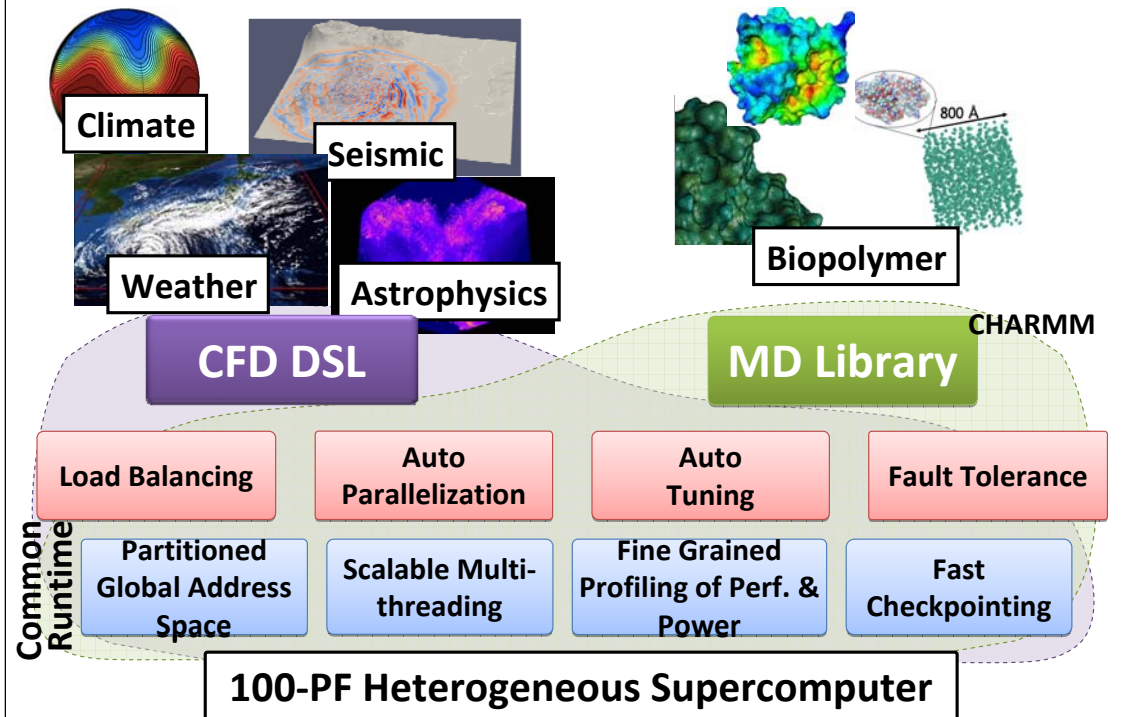 Climate
Seismic
Weather
Astrophysics
800 Å
Biopolymer
CFD DSL
MD Library
CHARMM
Load Balancing
Auto
Parallelization
Auto
Tuning
Fault Tolerance
Common
Runtime
Partitioned
Global Address
Space
Scalable Multi-
threading
Fine Grained
Profiling of Perf. &
Power
Fast
Checkpointing
100-PF Heterogeneous Supercomputer